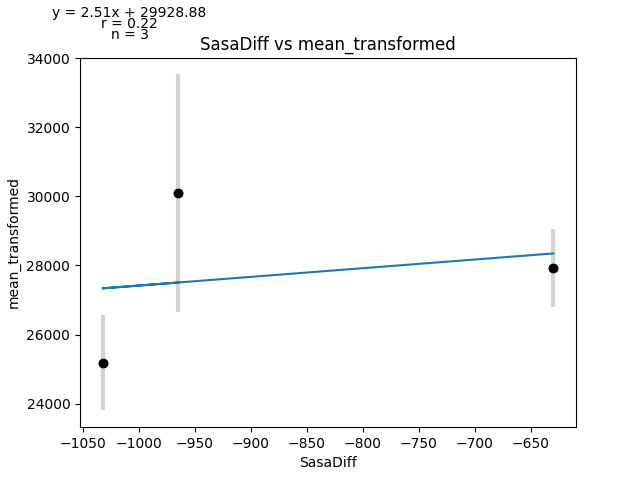 y = 2.51x + 29928.88
r = 0.22
n = 3
SasaDiff vs mean_transformed
34000
32000
30000
28000
26000
24000
mean_transformed
−1050 −1000 −950 −900 −850 −800 −750 −700 −650
SasaDiff